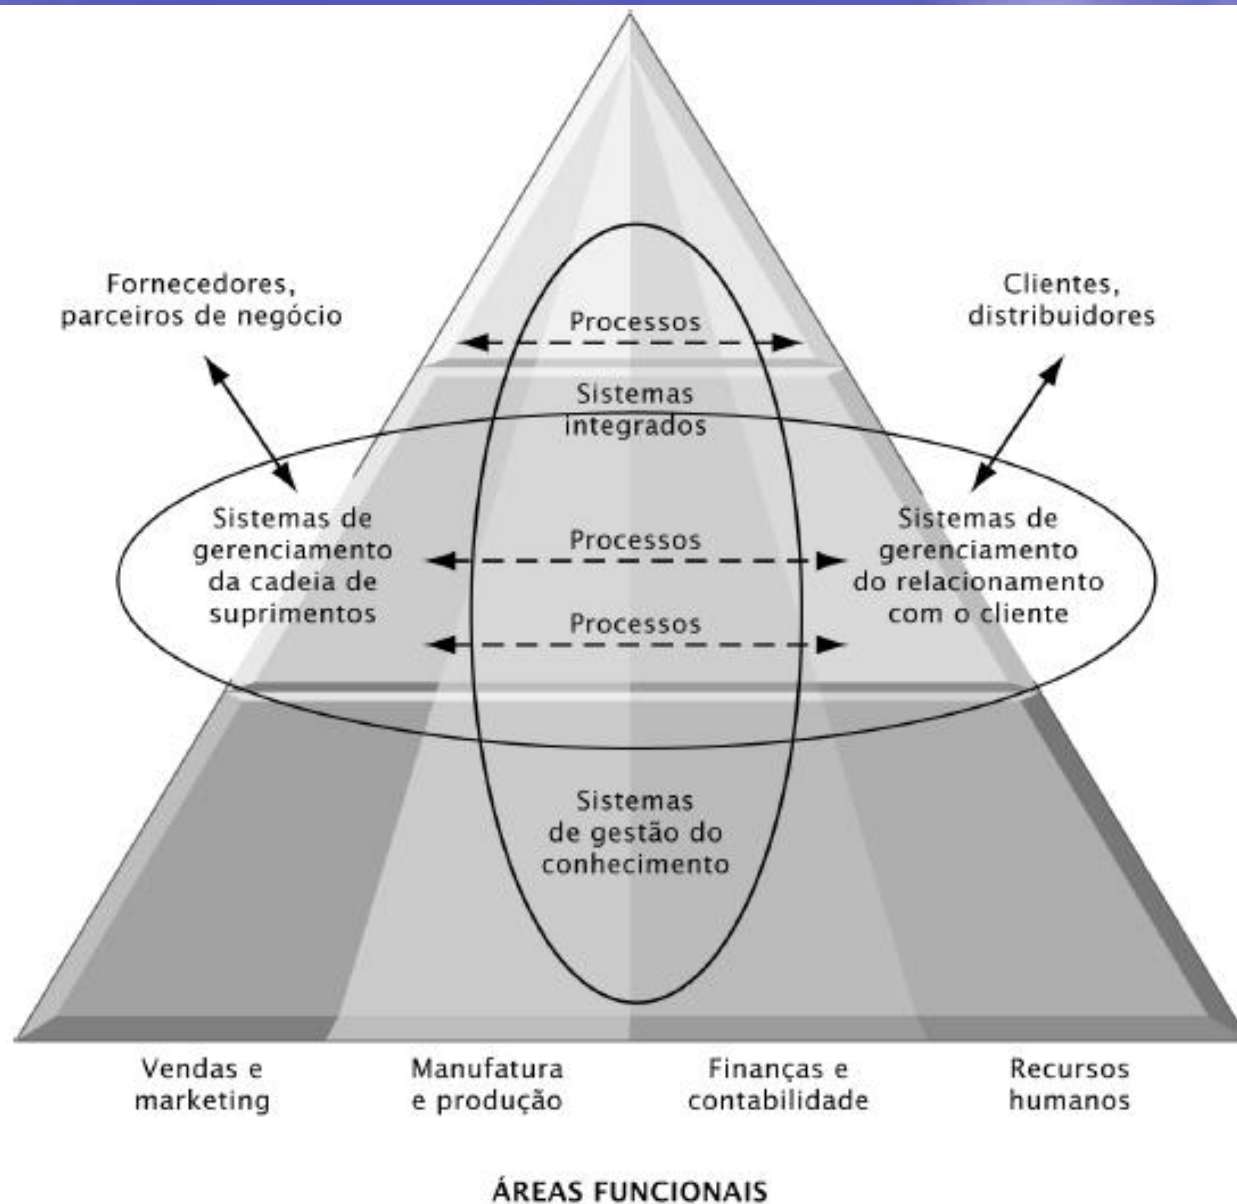 Fornecedores,
parceiros de negócio
Clientes,
distribuidores
Processos
Sistemas
integrados
Sistemas de
gerenciamento
da cadeia de
suprimentos
Processos
Processos
Sistemas de
gerenciamento
do relacionamento
com o cliente
Sistemas
de gestão do
conhecimento
Vendas e
marketing
Manufatura
e produção
Finanças e
contabilidade
Recursos
humanos
ÁREAS FUNCIONAIS